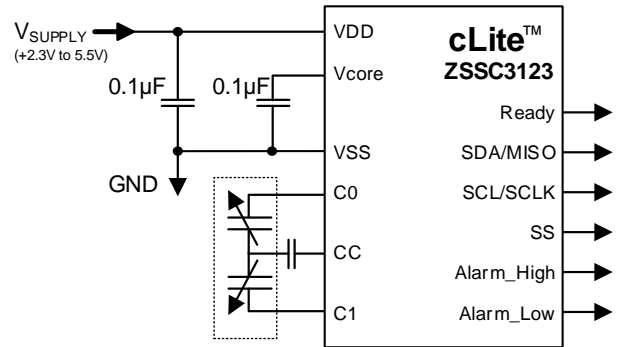 V_SUPPLY
(+2.3V to 5.5V)
0.1µF
0.1µF
GND
VDD
Vcore
VSS
C0
CC
C1
cLite™
ZSSC3123
Ready
SDA/MISO
SCL/SCLK
SS
Alarm_High
Alarm_Low